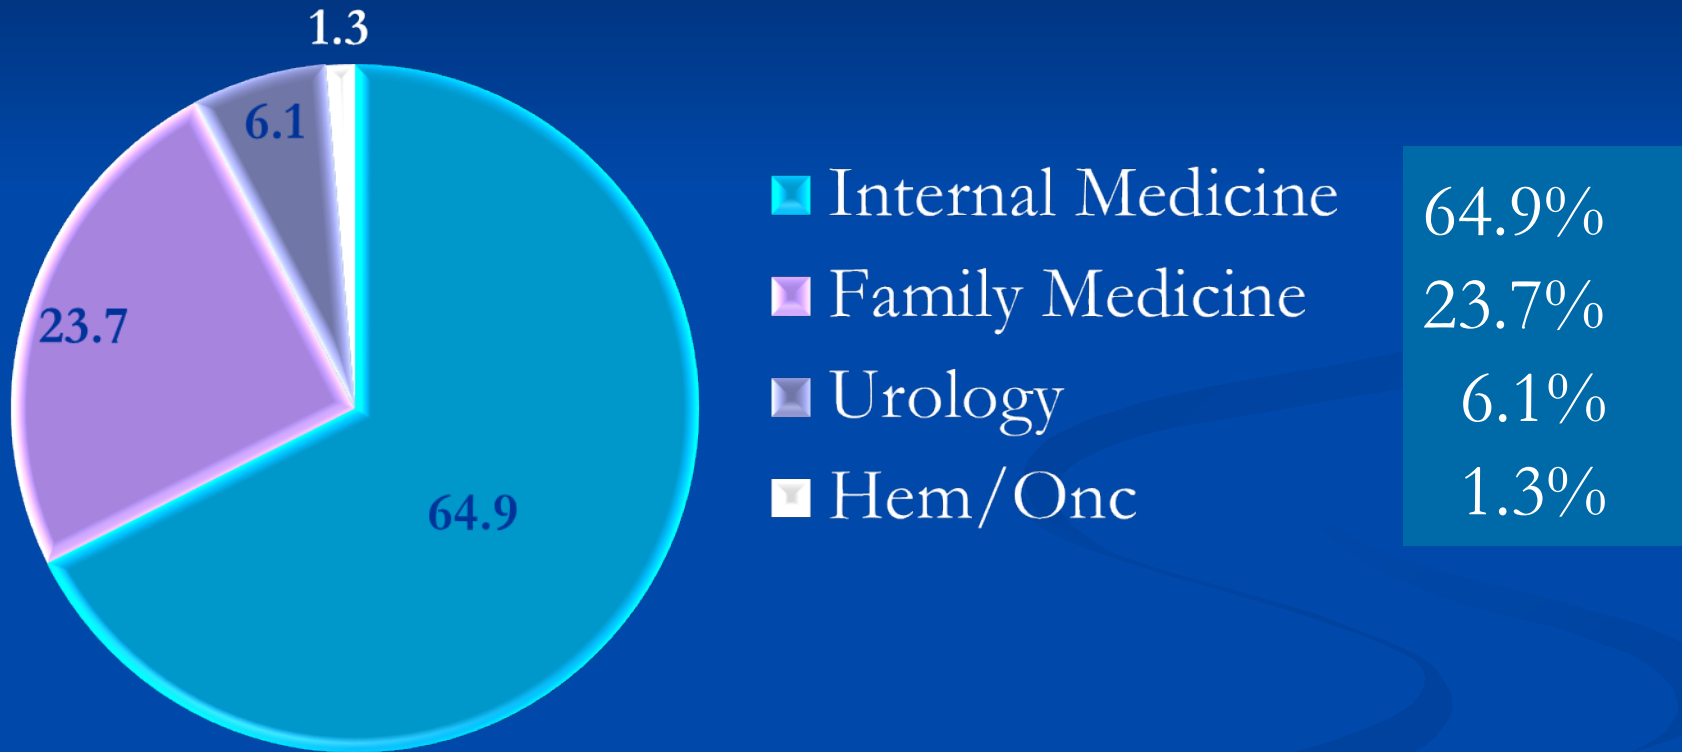 1.3
6.1
23.7
64.9
Internal Medicine 64.9%
Family Medicine 23.7%
Urology 6.1%
Hem/Onc 1.3%